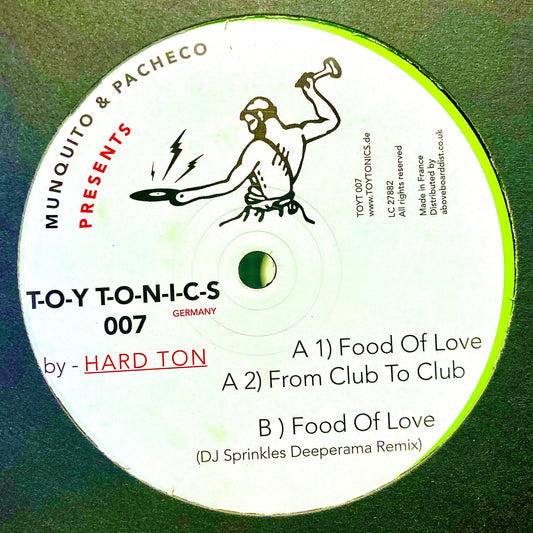 MUNQUITO & PACHECO
PRESENTS
T-O-Y T-O-N-I-C-S
007
GERMANY
by - HARD TON
TOYT 007
www.TOYTONICS.de
LC 27882
All rights reserved
Made in France
Distributed by
aboveboarddist.co.uk
A 1) Food Of Love
A 2) From Club To Club
B ) Food Of Love
(DJ Sprinkles Deeperama Remix)